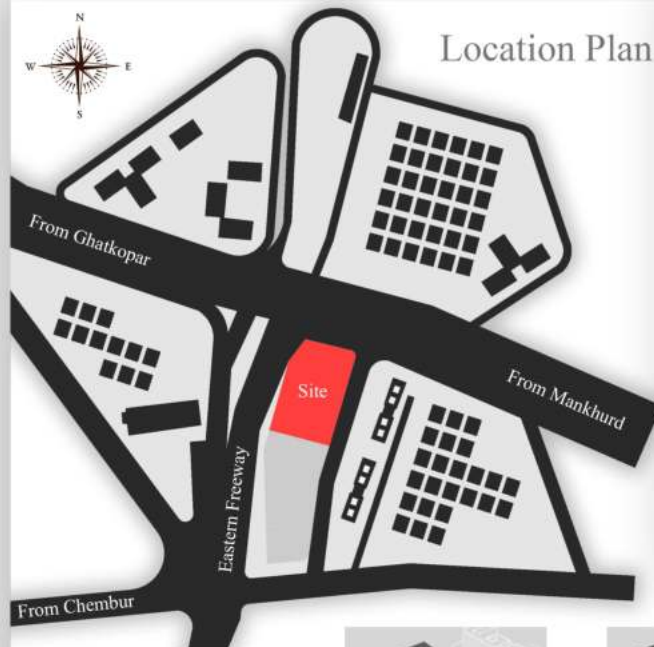 N
W E
S
Location Plan
From Ghatkopar
Site
From Mankhurd
Eastern Freeway
From Chembur